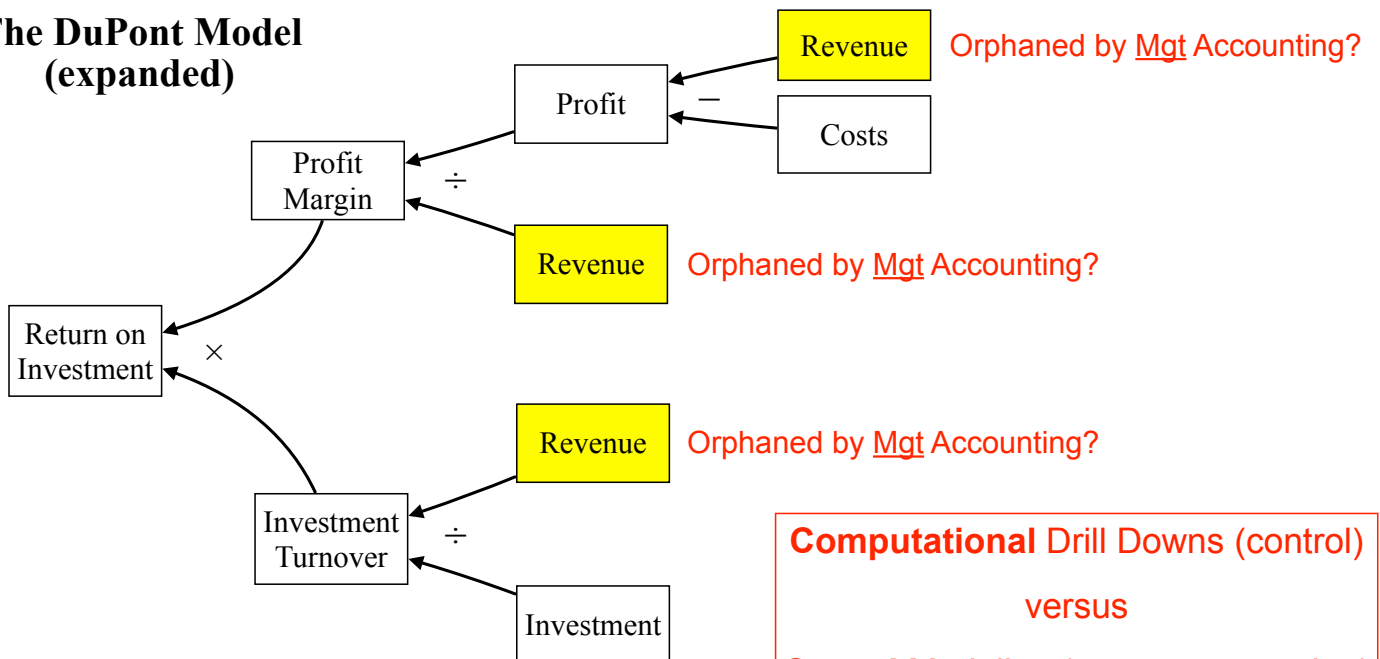 he DuPont Model
(expanded)
Revenue
Orphaned by Mgt Accounting?
Profit
−
Costs
Profit
Margin
÷
Revenue
Orphaned by Mgt Accounting?
Return on
Investment
×
Revenue
Orphaned by Mgt Accounting?
Investment
Turnover
÷
Investment
Computational Drill Downs (control)
versus